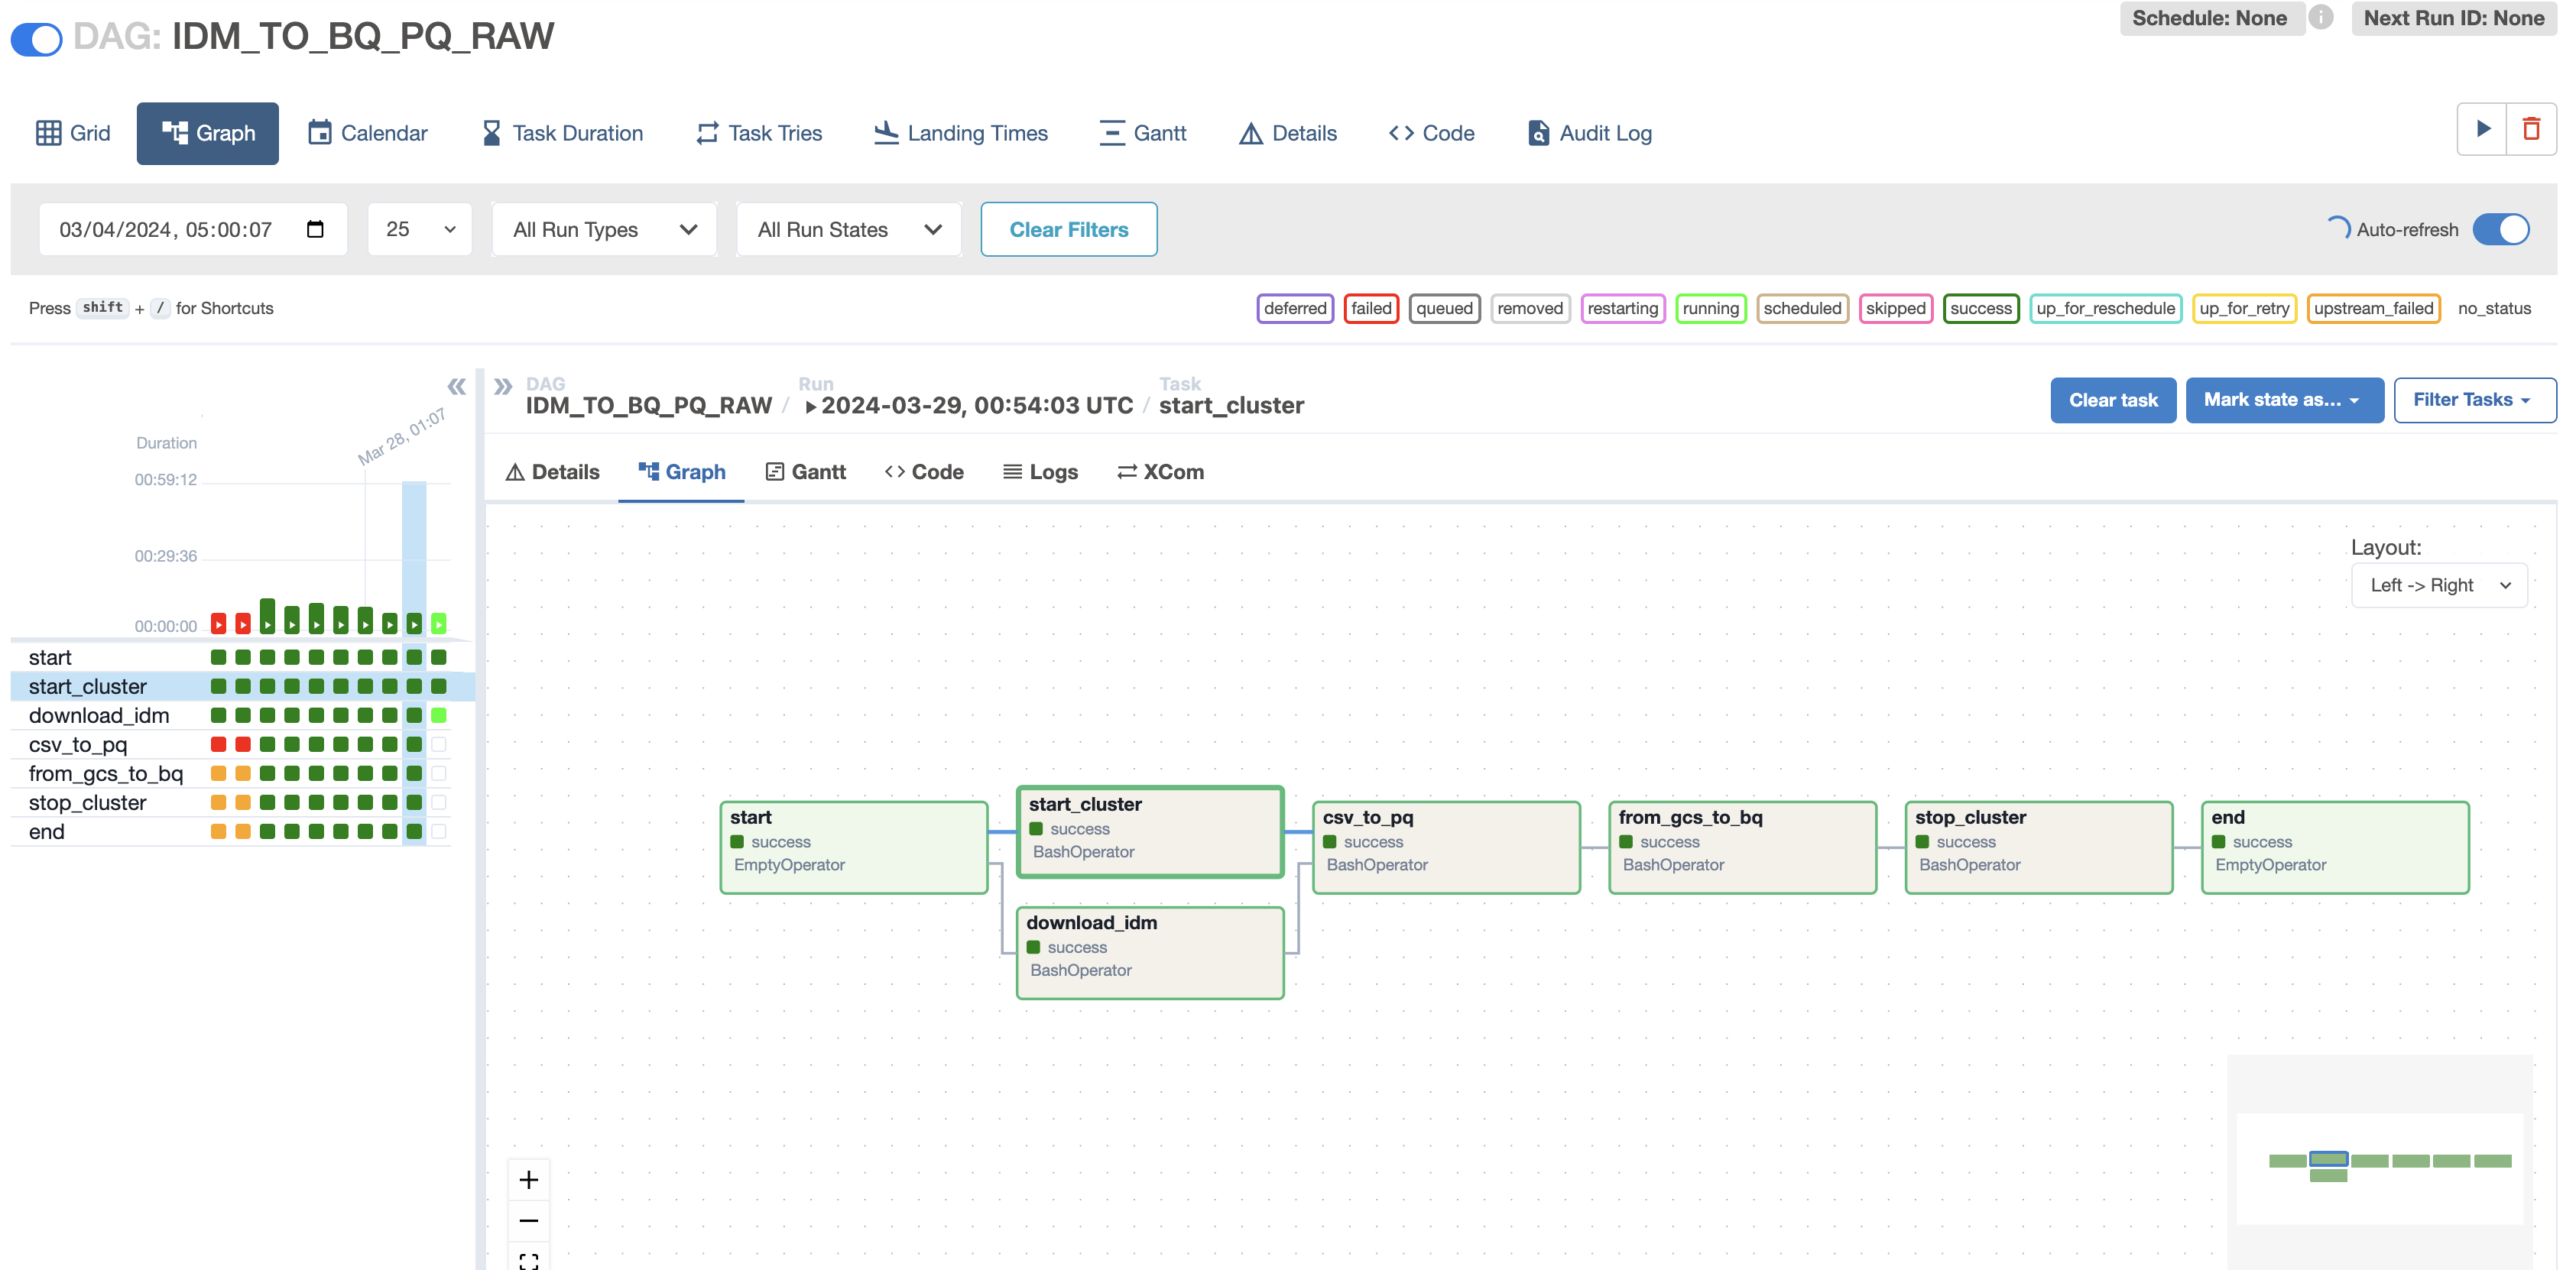 DAG: IDM_TO_BQ_PQ_RAW
Schedule: None
Next Run ID: None
Grid
Graph
Calendar
Task Duration
Task Tries
Landing Times
Gantt
Details
Code
Audit Log
03/04/2024, 05:00:07
25
All Run Types
All Run States
Clear Filters
Auto-refresh
Press shift + / for Shortcuts
deferred
failed
queued
removed
restarting
running
scheduled
skipped
success
up_for_reschedule
up_for_retry
upstream_failed
no_status
Duration
Mar 28, 01:07
00:59:12
00:29:36
00:00:00
start
start_cluster
download_idm
csv_to_pq
from_gcs_to_bq
stop_cluster
end
DAG
IDM_TO_BQ_PQ_RAW
/
Run
2024-03-29, 00:54:03 UTC
/
Task
start_cluster
Clear task
Mark state as...
Filter Tasks
Details
Graph
Gantt
Code
Logs
XCom
Layout:
Left -> Right
start
success
EmptyOperator
start_cluster
success
BashOperator
download_idm
success
BashOperator
csv_to_pq
success
BashOperator
from_gcs_to_bq
success
BashOperator
stop_cluster
success
BashOperator
end
success
EmptyOperator